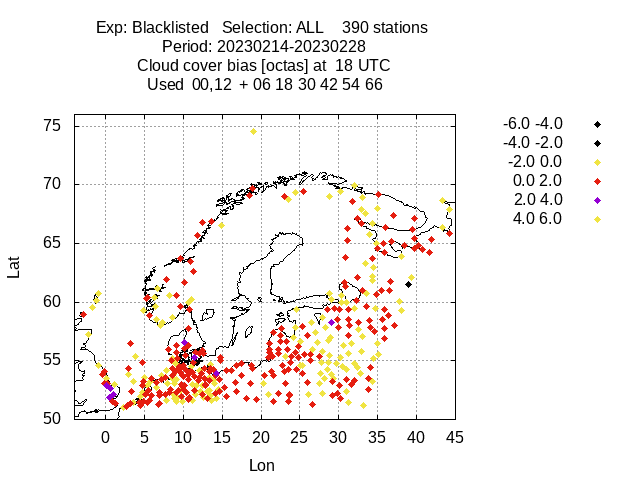 Exp: Blacklisted   Selection: ALL    390 stations
Period: 20230214-20230228
Cloud cover bias [octas] at  18 UTC
Used  00,12  + 06 18 30 42 54 66
75
70
65
60
55
50
Lat
0 5 10 15 20 25 30 35 40 45
Lon
-6.0 -4.0
-4.0 -2.0
-2.0 0.0
0.0 2.0
2.0 4.0
4.0 6.0